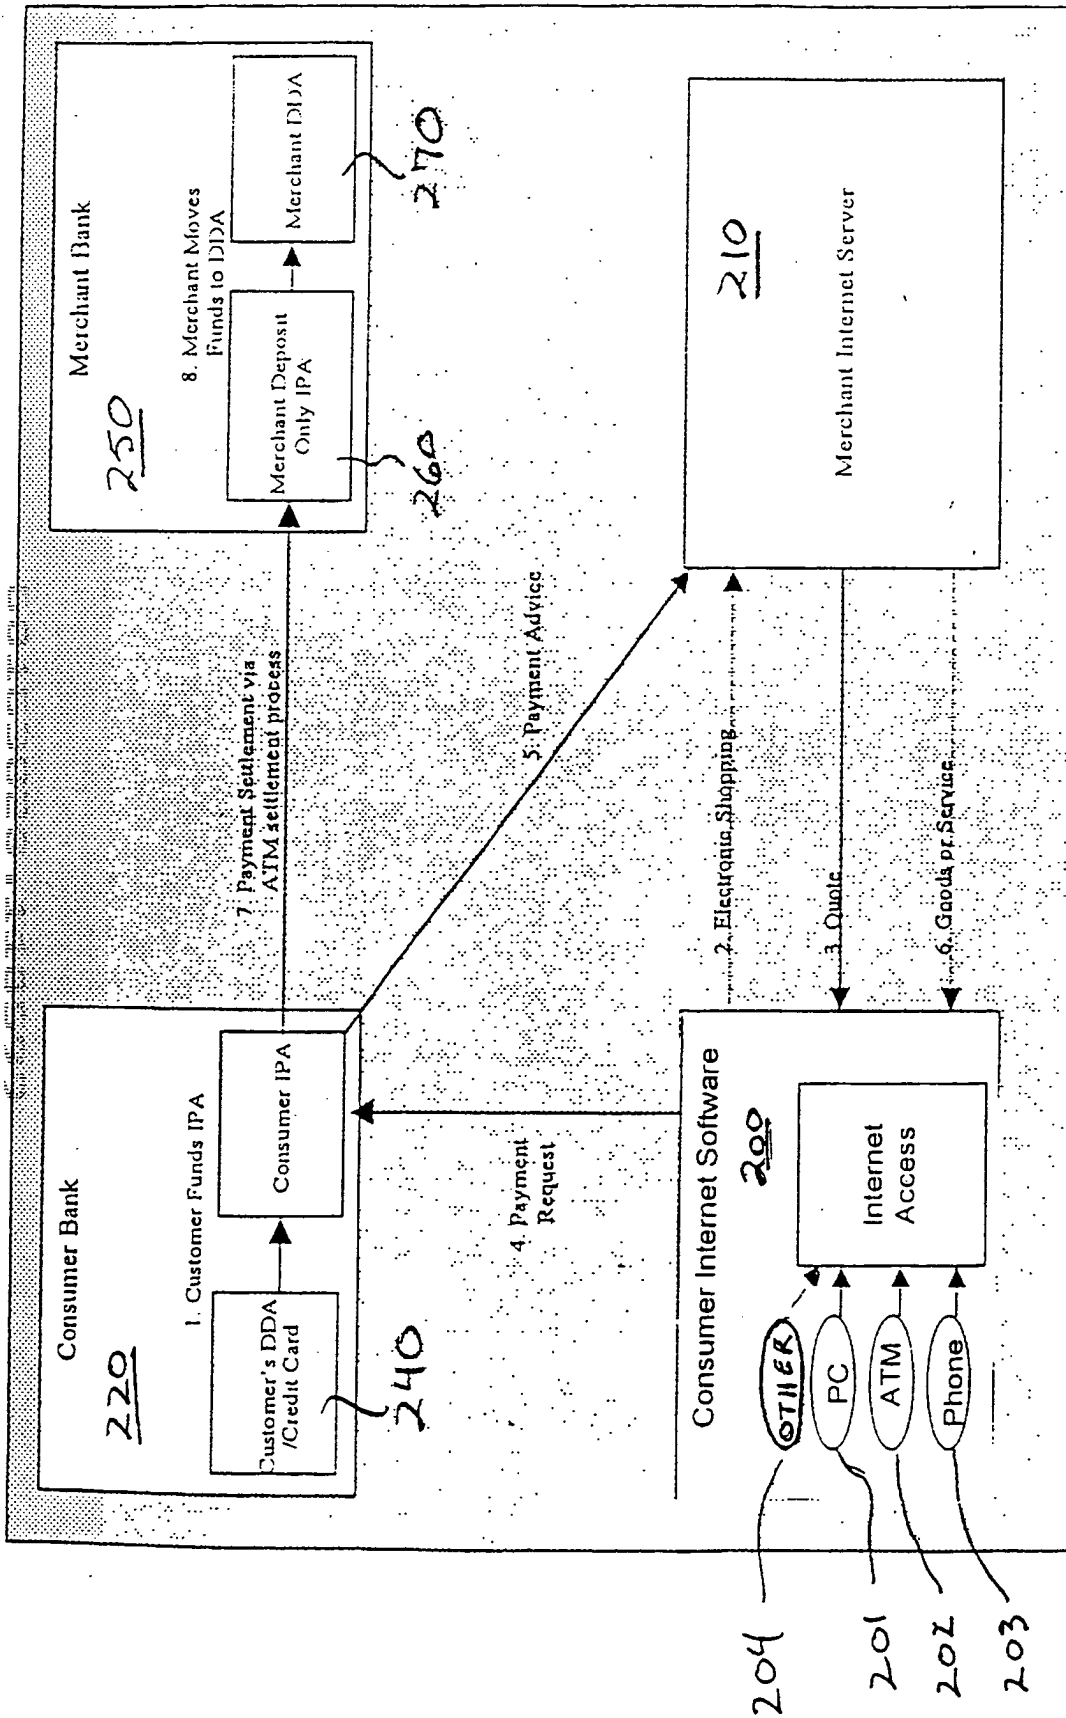 Consumer Bank
220
1. Customer Funds IPA
Customer's DDA
/Credit Card
240
Consumer IPA
7. Payment Settlement via
ATM settlement process
Merchant Bank
250
8. Merchant Moves
Funds to DDA
Merchant Deposit
Only IPA
260
Merchant DDA
270
4. Payment
Request
5. Payment Advice
Consumer Internet Software
200
Internet
Access
OTHER
PC
ATM
Phone
204
201
202
203
2. Electronic Shopping
3. Quote
6. Goods or Service
210
Merchant Internet Server